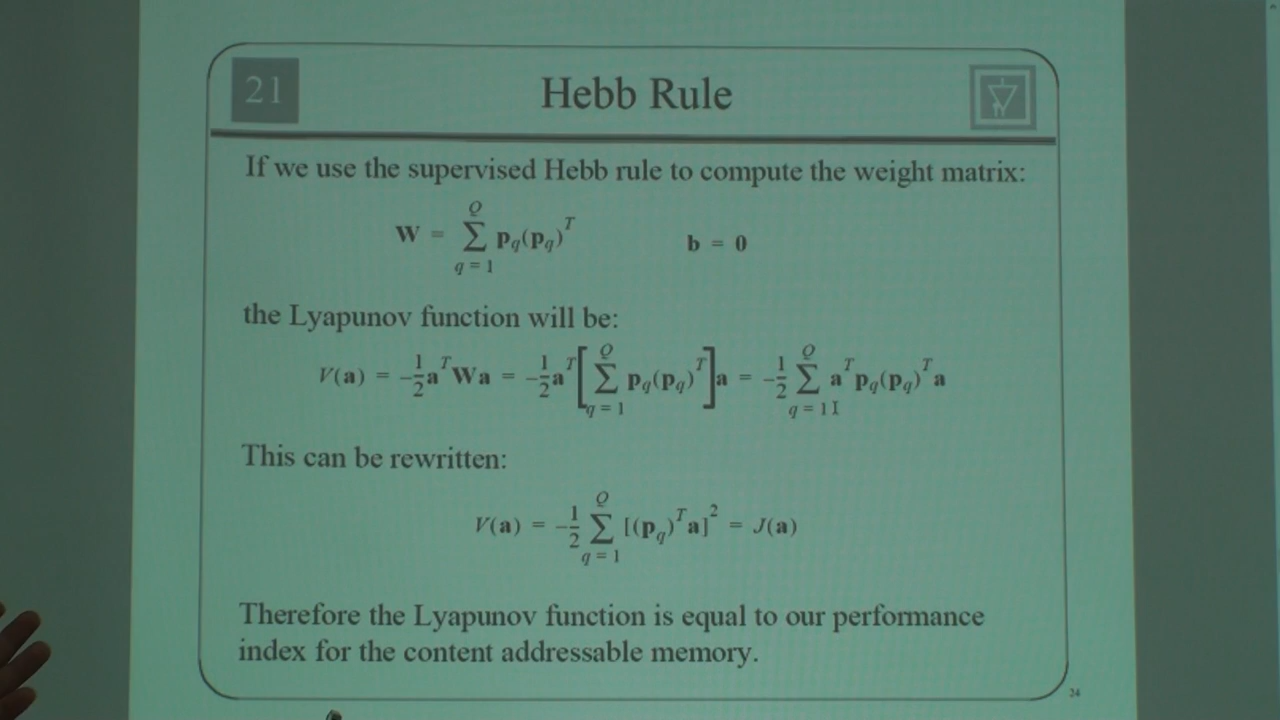 21
Hebb Rule
If we use the supervised Hebb rule to compute the weight matrix:
W = Σ_{q = 1}^{Q} p_q(p_q)^T    b = 0
the Lyapunov function will be:
V(a) = -½a^T Wa = -½a^T [Σ_{q = 1}^{Q} p_q(p_q)^T] a = -½ Σ_{q = 1}^{Q} a^T p_q(p_q)^T a
This can be rewritten:
V(a) = -½ Σ_{q = 1}^{Q} [(p_q)^T a]^2 = J(a)
Therefore the Lyapunov function is equal to our performance
index for the content addressable memory.
24